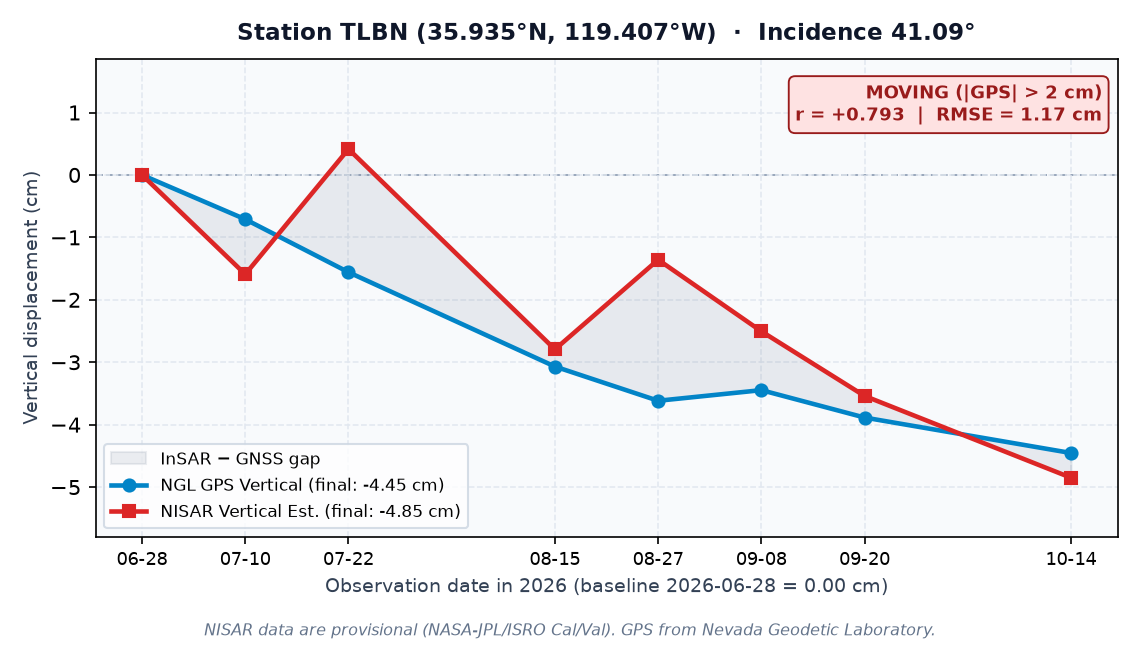 Station TLBN (35.935°N, 119.407°W)  ·  Incidence 41.09°
MOVING (|GPS| > 2 cm)
r = +0.793  |  RMSE = 1.17 cm
Vertical displacement (cm)
1
0
−1
−2
−3
−4
−5
InSAR − GNSS gap
NGL GPS Vertical (final: -4.45 cm)
NISAR Vertical Est. (final: -4.85 cm)
06-28 07-10 07-22 08-15 08-27 09-08 09-20 10-14
Observation date in 2026 (baseline 2026-06-28 = 0.00 cm)
NISAR data are provisional (NASA-JPL/ISRO Cal/Val). GPS from Nevada Geodetic Laboratory.